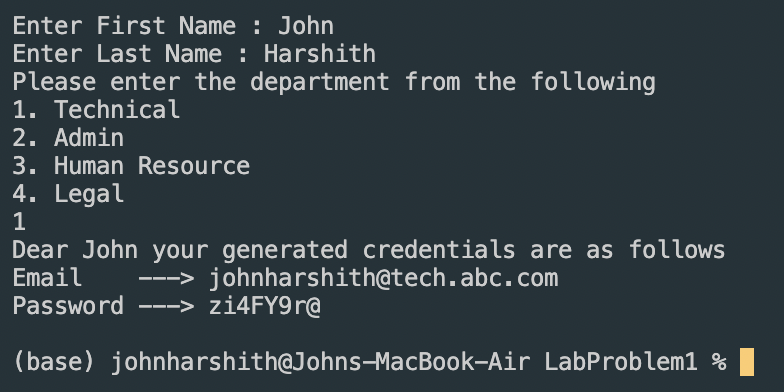 Enter First Name : John
Enter Last Name : Harshith
Please enter the department from the following
1. Technical
2. Admin
3. Human Resource
4. Legal
1
Dear John your generated credentials are as follows
Email    ---> johnharshith@tech.abc.com
Password ---> zi4FY9r@
(base) johnharshith@Johns-MacBook-Air LabProblem1 %